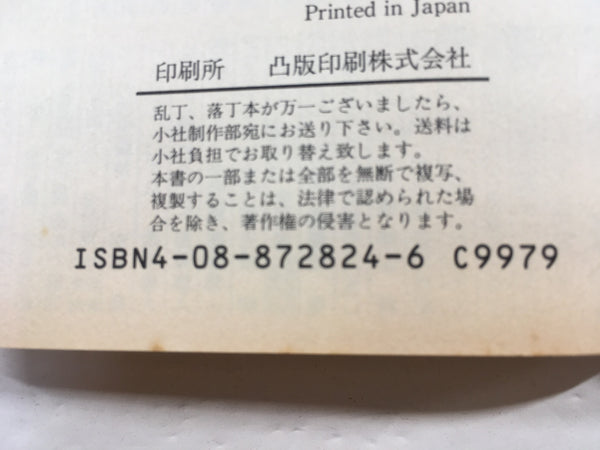 Printed in Japan
印刷所　凸版印刷株式会社
乱丁、落丁本が万一ございましたら、
小社制作部宛にお送り下さい。送料は
小社負担でお取り替え致します。
本書の一部または全部を無断で複写、
複製することは、法律で認められた場
合を除き、著作権の侵害となります。
ISBN4-08-872824-6 C9979